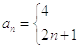 aₙ = { 4
2n+1